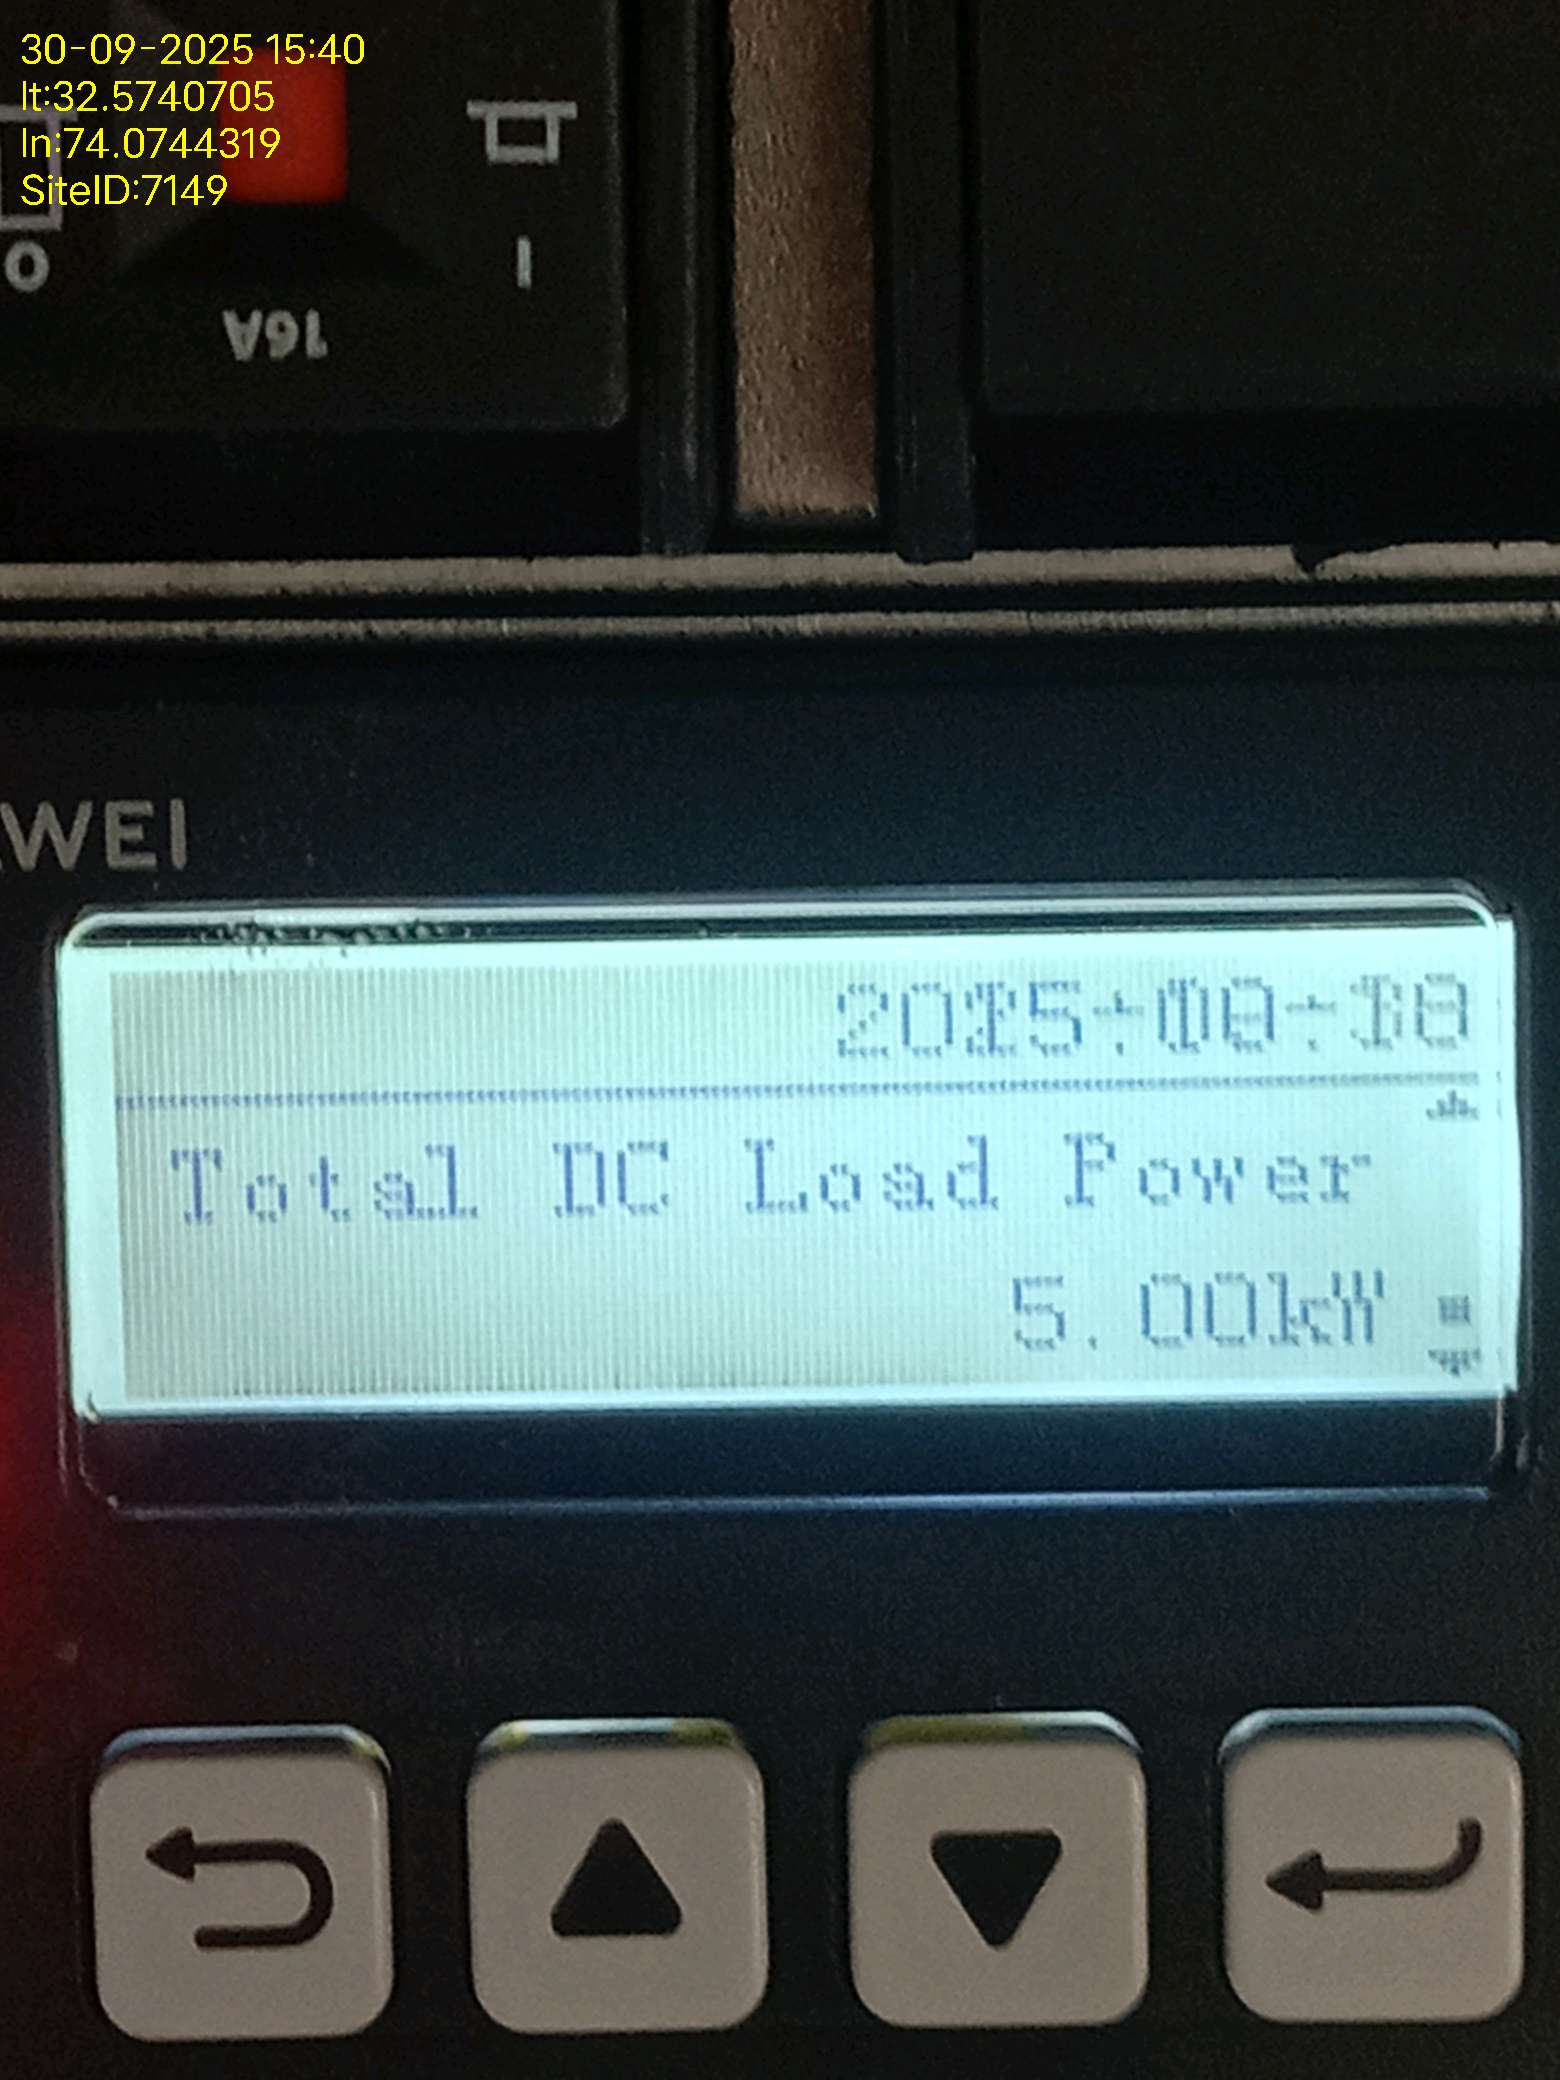 30-09-2025 15:40
lt:32.5740705
ln:74.0744319
SiteID:7149
O I
16A
WEI
Total DC Load Power
5.00kW